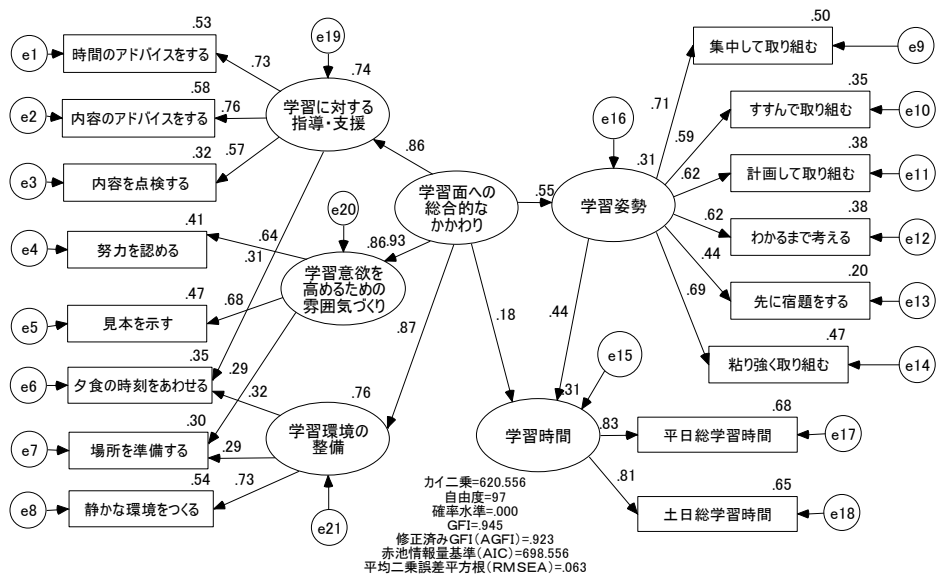 e1
.53
時間のアドバイスをする
e2
.58
内容のアドバイスをする
e3
.32
内容を点検する
e4
.41
努力を認める
e5
.47
見本を示す
e6
.35
夕食の時刻をあわせる
e7
.30
場所を準備する
e8
.54
静かな環境をつくる
.73
.76
.57
.64
.31
.68
.29
.32
.29
.73
e19
.74
学習に対する
指導・支援
e20
.86
学習意欲を
高めるための
雰囲気づくり
.76
学習環境の
整備
e21
.86
.93
.87
学習面への
総合的な
かかわり
.55
.18
.44
e16
.31
学習姿勢
e15
.31
学習時間
.71
.59
.62
.62
.44
.69
.83
.81
.50
集中して取り組む
e9
.35
すすんで取り組む
e10
.38
計画して取り組む
e11
.38
わかるまで考える
e12
.20
先に宿題をする
e13
.47
粘り強く取り組む
e14
.68
平日総学習時間
e17
.65
土日総学習時間
e18
カイ二乗=620.556
自由度=97
確率水準=.000
GFI=.945
修正済みGFI(AGFI)=.923
赤池情報量基準(AIC)=698.556
平均二乗誤差平方根(RMSEA)=.063